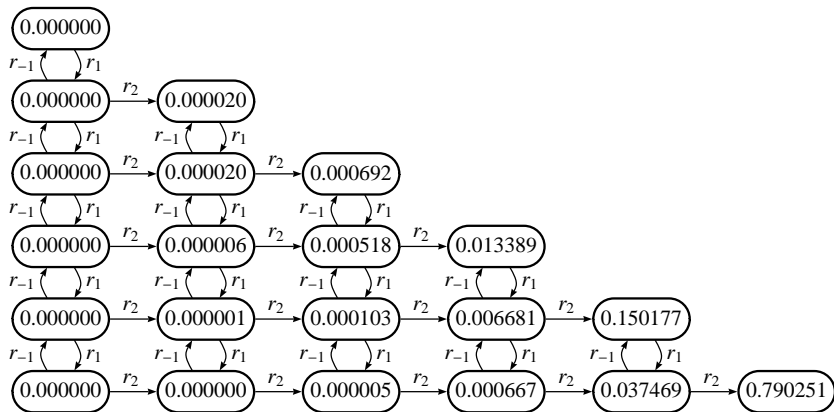 0.000000
r₋₁ r₁
0.000000 r₂ 0.000020
r₋₁ r₁ r₋₁ r₁
0.000000 r₂ 0.000020 r₂ 0.000692
r₋₁ r₁ r₋₁ r₁ r₋₁ r₁
0.000000 r₂ 0.000006 r₂ 0.000518 r₂ 0.013389
r₋₁ r₁ r₋₁ r₁ r₋₁ r₁ r₋₁ r₁
0.000000 r₂ 0.000001 r₂ 0.000103 r₂ 0.006681 r₂ 0.150177
r₋₁ r₁ r₋₁ r₁ r₋₁ r₁ r₋₁ r₁ r₋₁ r₁
0.000000 r₂ 0.000000 r₂ 0.000005 r₂ 0.000667 r₂ 0.037469 r₂ 0.790251